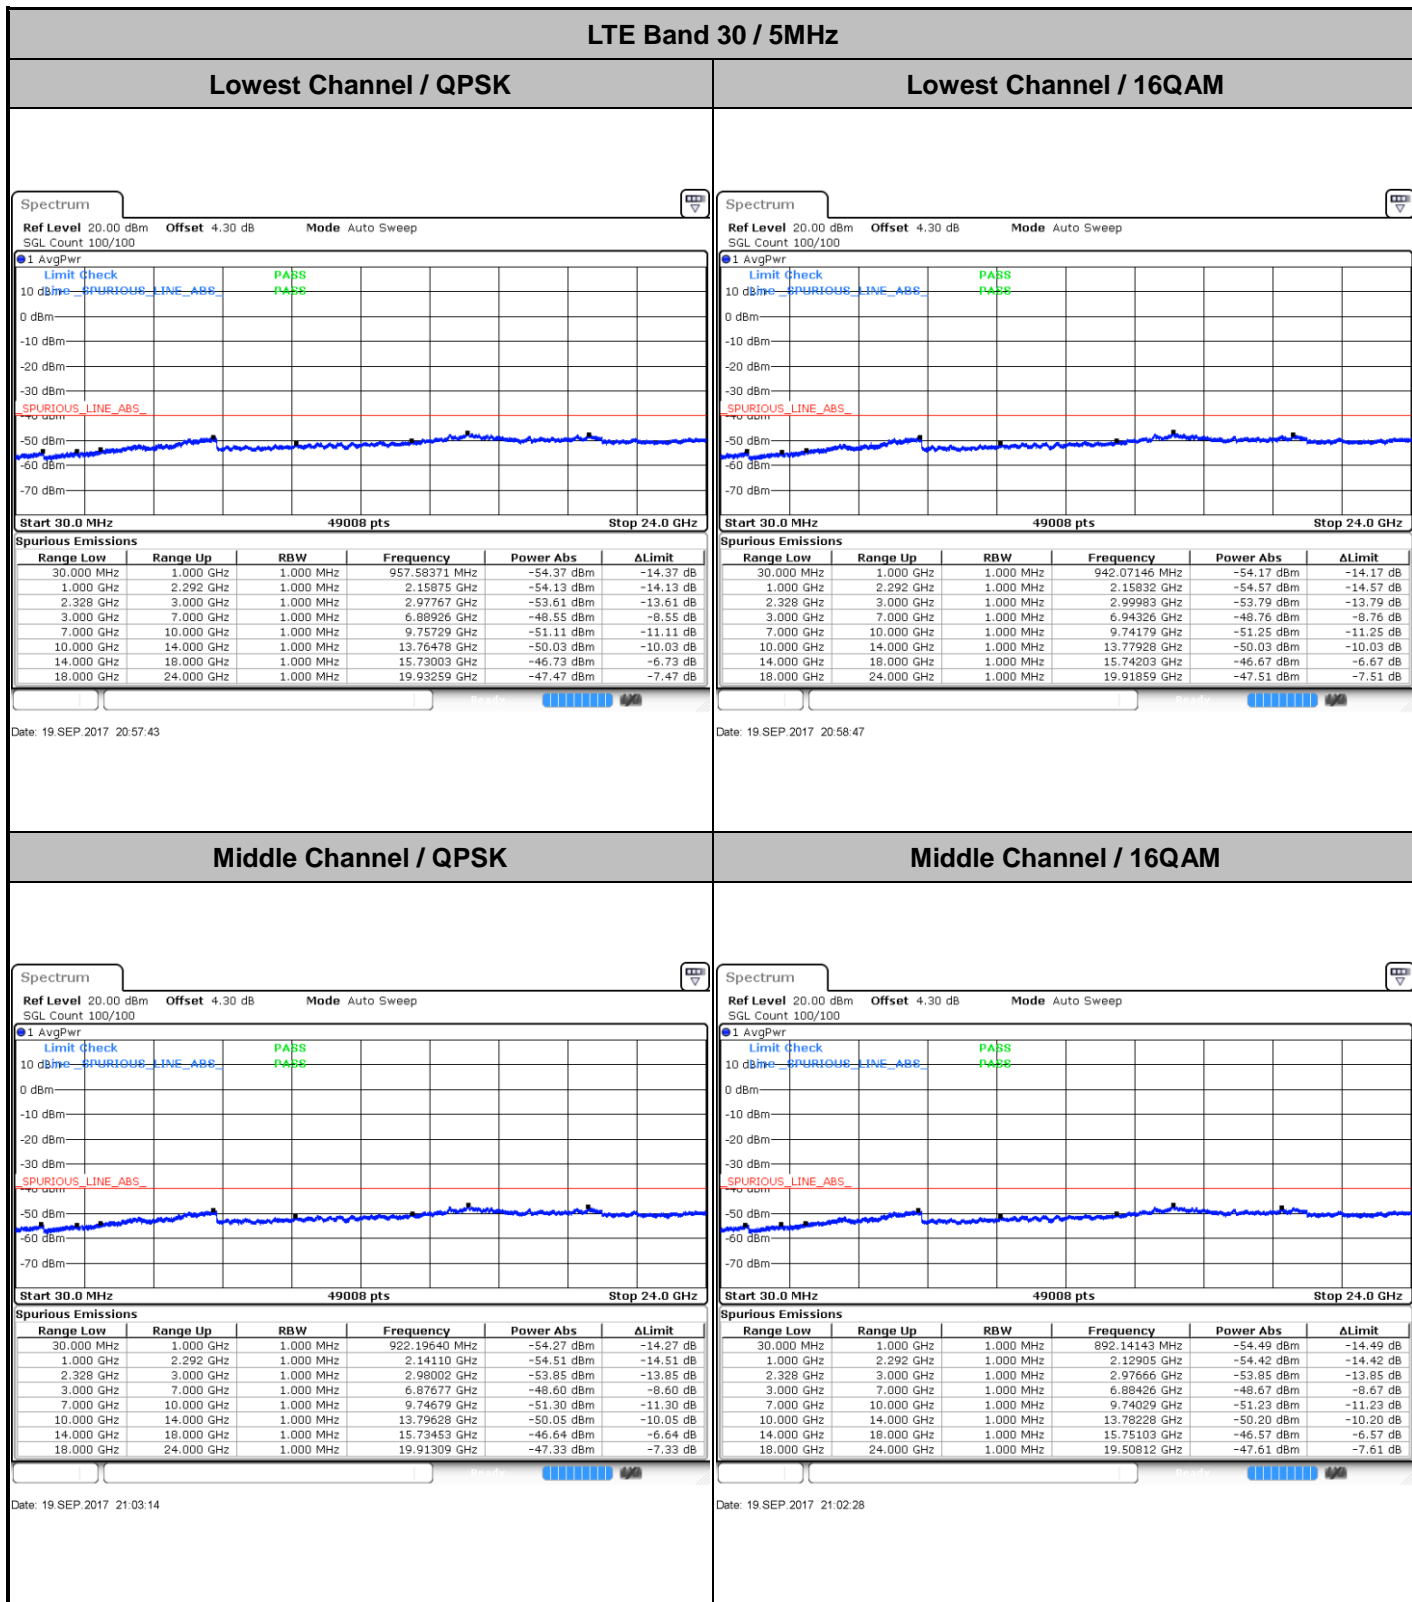 LTE Band 30 / 5MHz
Lowest Channel / QPSK
Lowest Channel / 16QAM
Spectrum
Ref Level 20.00 dBm Offset 4.30 dB Mode Auto Sweep
SGL Count 100/100
1 AvgPwr
Limit Check PASS
Line _SPURIOUS_LINE_ABS_ PASS
10 dBm
0 dBm
-10 dBm
-20 dBm
-30 dBm
_SPURIOUS_LINE_ABS_
-40 dBm
-50 dBm
-60 dBm
-70 dBm
Start 30.0 MHz 49008 pts Stop 24.0 GHz
Spurious Emissions
Range Low Range Up RBW Frequency Power Abs ΔLimit
30.000 MHz 1.000 GHz 1.000 MHz 957.58371 MHz -54.37 dBm -14.37 dB
1.000 GHz 2.292 GHz 1.000 MHz 2.15875 GHz -54.13 dBm -14.13 dB
2.328 GHz 3.000 GHz 1.000 MHz 2.97767 GHz -53.61 dBm -13.61 dB
3.000 GHz 7.000 GHz 1.000 MHz 6.88926 GHz -48.55 dBm -8.55 dB
7.000 GHz 10.000 GHz 1.000 MHz 9.75729 GHz -51.11 dBm -11.11 dB
10.000 GHz 14.000 GHz 1.000 MHz 13.76478 GHz -50.03 dBm -10.03 dB
14.000 GHz 18.000 GHz 1.000 MHz 15.73003 GHz -46.73 dBm -6.73 dB
18.000 GHz 24.000 GHz 1.000 MHz 19.93259 GHz -47.47 dBm -7.47 dB
Ready
Date: 19.SEP.2017 20:57:43
Spectrum
Ref Level 20.00 dBm Offset 4.30 dB Mode Auto Sweep
SGL Count 100/100
1 AvgPwr
Limit Check PASS
Line _SPURIOUS_LINE_ABS_ PASS
10 dBm
0 dBm
-10 dBm
-20 dBm
-30 dBm
_SPURIOUS_LINE_ABS_
-40 dBm
-50 dBm
-60 dBm
-70 dBm
Start 30.0 MHz 49008 pts Stop 24.0 GHz
Spurious Emissions
Range Low Range Up RBW Frequency Power Abs ΔLimit
30.000 MHz 1.000 GHz 1.000 MHz 942.07146 MHz -54.17 dBm -14.17 dB
1.000 GHz 2.292 GHz 1.000 MHz 2.15832 GHz -54.57 dBm -14.57 dB
2.328 GHz 3.000 GHz 1.000 MHz 2.99983 GHz -53.79 dBm -13.79 dB
3.000 GHz 7.000 GHz 1.000 MHz 6.94326 GHz -48.76 dBm -8.76 dB
7.000 GHz 10.000 GHz 1.000 MHz 9.74179 GHz -51.25 dBm -11.25 dB
10.000 GHz 14.000 GHz 1.000 MHz 13.77928 GHz -50.03 dBm -10.03 dB
14.000 GHz 18.000 GHz 1.000 MHz 15.74203 GHz -46.67 dBm -6.67 dB
18.000 GHz 24.000 GHz 1.000 MHz 19.91859 GHz -47.51 dBm -7.51 dB
Ready
Date: 19.SEP.2017 20:58:47
Middle Channel / QPSK
Middle Channel / 16QAM
Spectrum
Ref Level 20.00 dBm Offset 4.30 dB Mode Auto Sweep
SGL Count 100/100
1 AvgPwr
Limit Check PASS
Line _SPURIOUS_LINE_ABS_ PASS
10 dBm
0 dBm
-10 dBm
-20 dBm
-30 dBm
_SPURIOUS_LINE_ABS_
-40 dBm
-50 dBm
-60 dBm
-70 dBm
Start 30.0 MHz 49008 pts Stop 24.0 GHz
Spurious Emissions
Range Low Range Up RBW Frequency Power Abs ΔLimit
30.000 MHz 1.000 GHz 1.000 MHz 922.19640 MHz -54.27 dBm -14.27 dB
1.000 GHz 2.292 GHz 1.000 MHz 2.14110 GHz -54.51 dBm -14.51 dB
2.328 GHz 3.000 GHz 1.000 MHz 2.98002 GHz -53.85 dBm -13.85 dB
3.000 GHz 7.000 GHz 1.000 MHz 6.87677 GHz -48.60 dBm -8.60 dB
7.000 GHz 10.000 GHz 1.000 MHz 9.74679 GHz -51.30 dBm -11.30 dB
10.000 GHz 14.000 GHz 1.000 MHz 13.79628 GHz -50.05 dBm -10.05 dB
14.000 GHz 18.000 GHz 1.000 MHz 15.73453 GHz -46.64 dBm -6.64 dB
18.000 GHz 24.000 GHz 1.000 MHz 19.91309 GHz -47.33 dBm -7.33 dB
Ready
Date: 19.SEP.2017 21:03:14
Spectrum
Ref Level 20.00 dBm Offset 4.30 dB Mode Auto Sweep
SGL Count 100/100
1 AvgPwr
Limit Check PASS
Line _SPURIOUS_LINE_ABS_ PASS
10 dBm
0 dBm
-10 dBm
-20 dBm
-30 dBm
_SPURIOUS_LINE_ABS_
-40 dBm
-50 dBm
-60 dBm
-70 dBm
Start 30.0 MHz 49008 pts Stop 24.0 GHz
Spurious Emissions
Range Low Range Up RBW Frequency Power Abs ΔLimit
30.000 MHz 1.000 GHz 1.000 MHz 892.14143 MHz -54.49 dBm -14.49 dB
1.000 GHz 2.292 GHz 1.000 MHz 2.12905 GHz -54.42 dBm -14.42 dB
2.328 GHz 3.000 GHz 1.000 MHz 2.97666 GHz -53.85 dBm -13.85 dB
3.000 GHz 7.000 GHz 1.000 MHz 6.88426 GHz -48.67 dBm -8.67 dB
7.000 GHz 10.000 GHz 1.000 MHz 9.74029 GHz -51.23 dBm -11.23 dB
10.000 GHz 14.000 GHz 1.000 MHz 13.78228 GHz -50.20 dBm -10.20 dB
14.000 GHz 18.000 GHz 1.000 MHz 15.75103 GHz -46.57 dBm -6.57 dB
18.000 GHz 24.000 GHz 1.000 MHz 19.50812 GHz -47.61 dBm -7.61 dB
Ready
Date: 19.SEP.2017 21:02:28